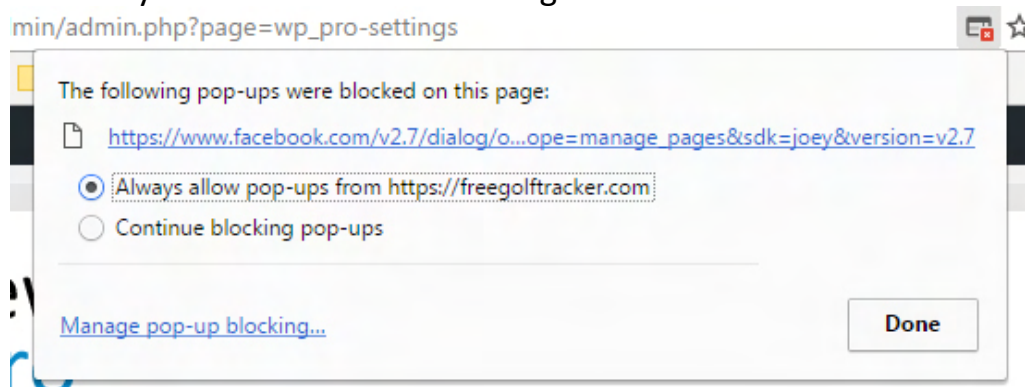 min/admin.php?page=wp_pro-settings
The following pop-ups were blocked on this page:
https://www.facebook.com/v2.7/dialog/o...ope=manage_pages&sdk=joey&version=v2.7
Always allow pop-ups from https://freegolftracker.com
Continue blocking pop-ups
Manage pop-up blocking...
Done